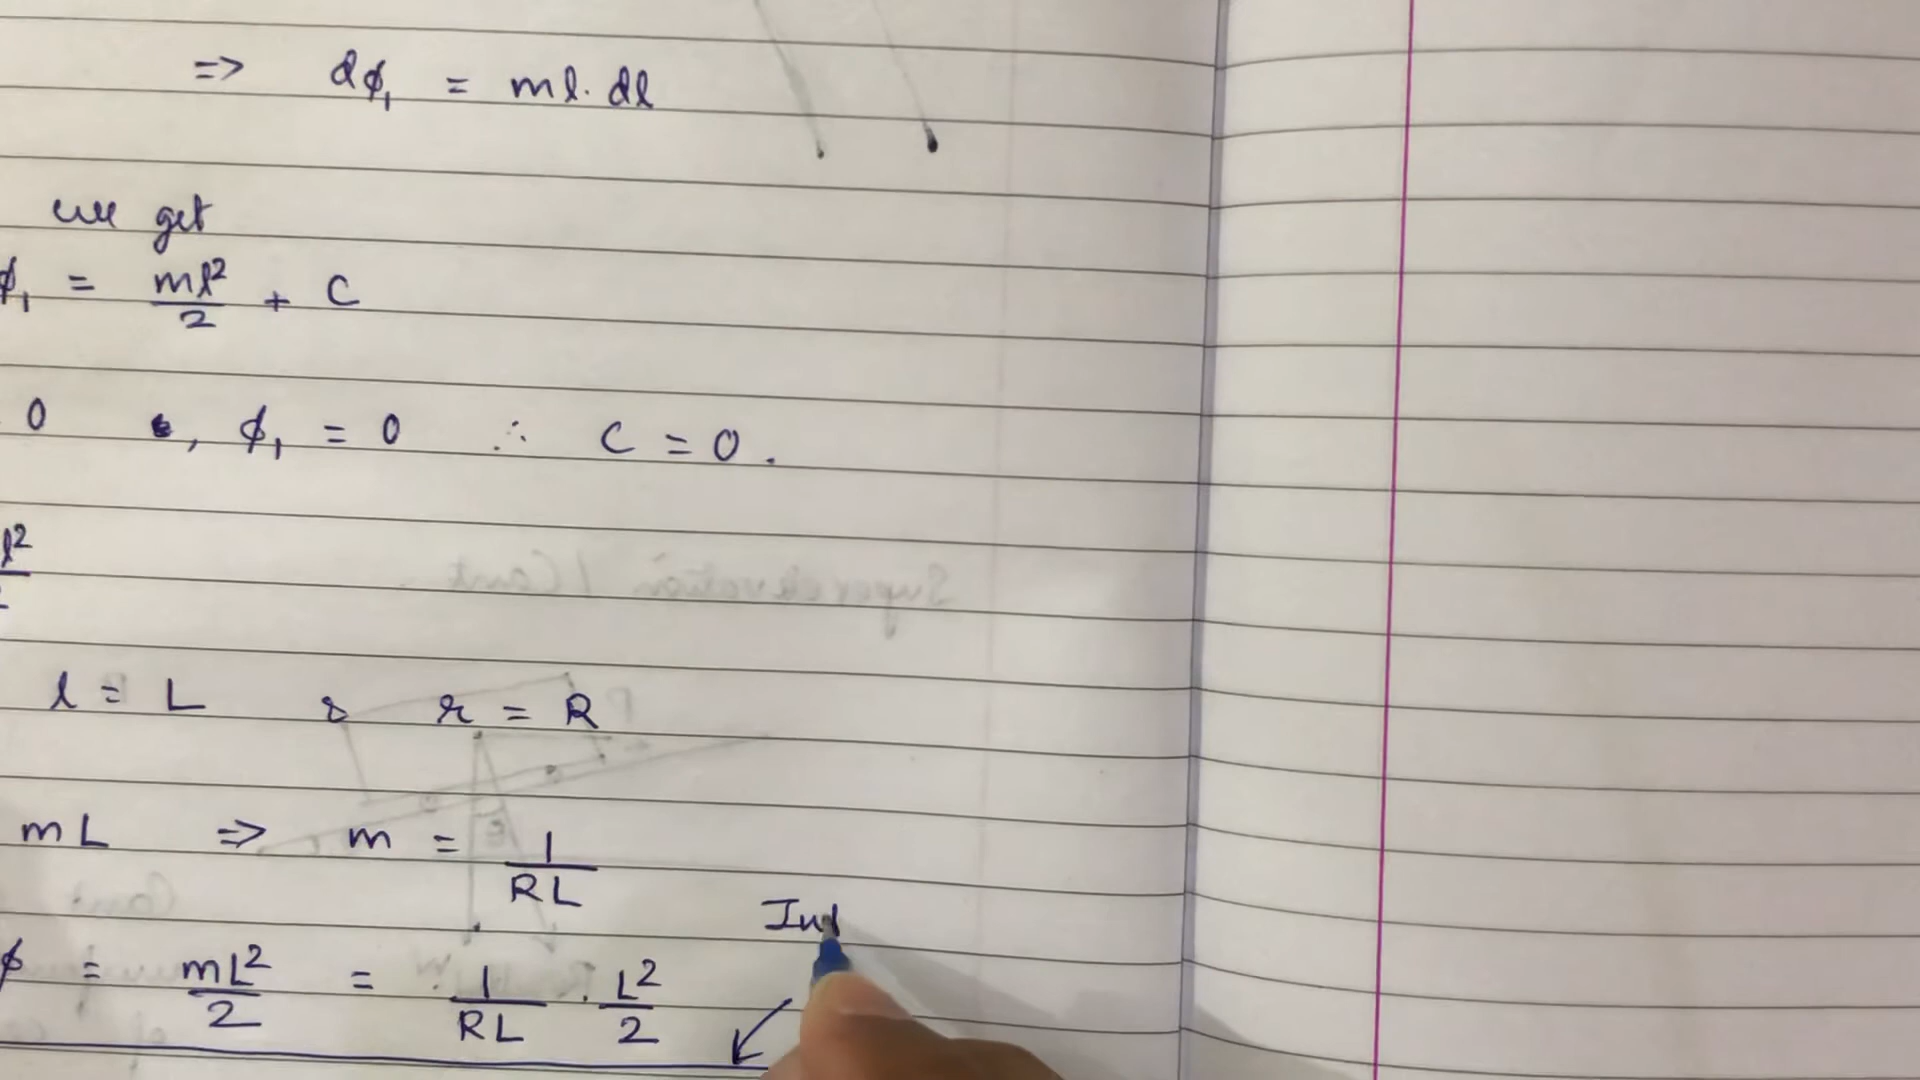 => dϕ₁ = ml. dl
we get
ϕ₁ = ml²/2 + C
0 , ϕ₁ = 0 ∴ C = 0.
l²
l = L & r = R
mL => m = 1/RL
ϕ = mL²/2 = 1/RL . L²/2